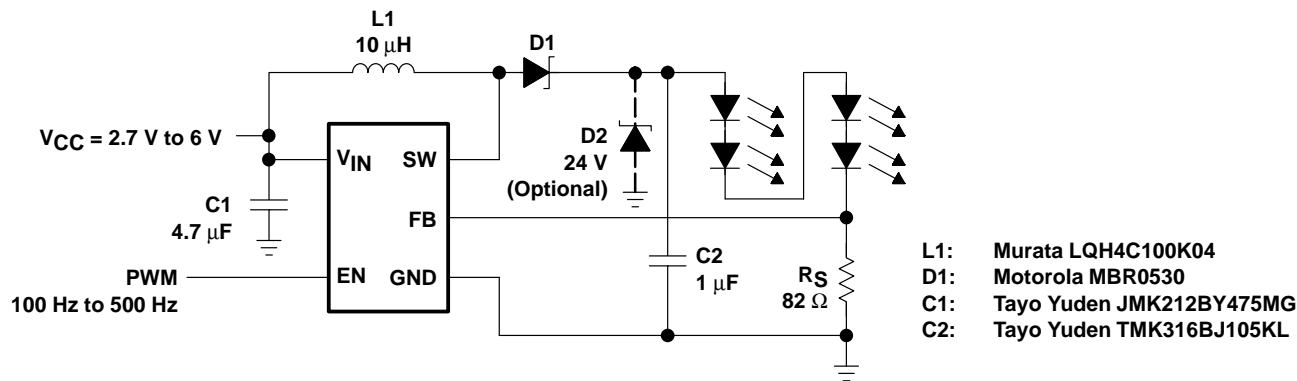 L1
10 μH
D1
VCC = 2.7 V to 6 V
VIN
SW
D2
24 V
(Optional)
C1
4.7 μF
FB
PWM
100 Hz to 500 Hz
EN
GND
C2
1 μF
RS
82 Ω
L1: Murata LQH4C100K04
D1: Motorola MBR0530
C1: Tayo Yuden JMK212BY475MG
C2: Tayo Yuden TMK316BJ105KL